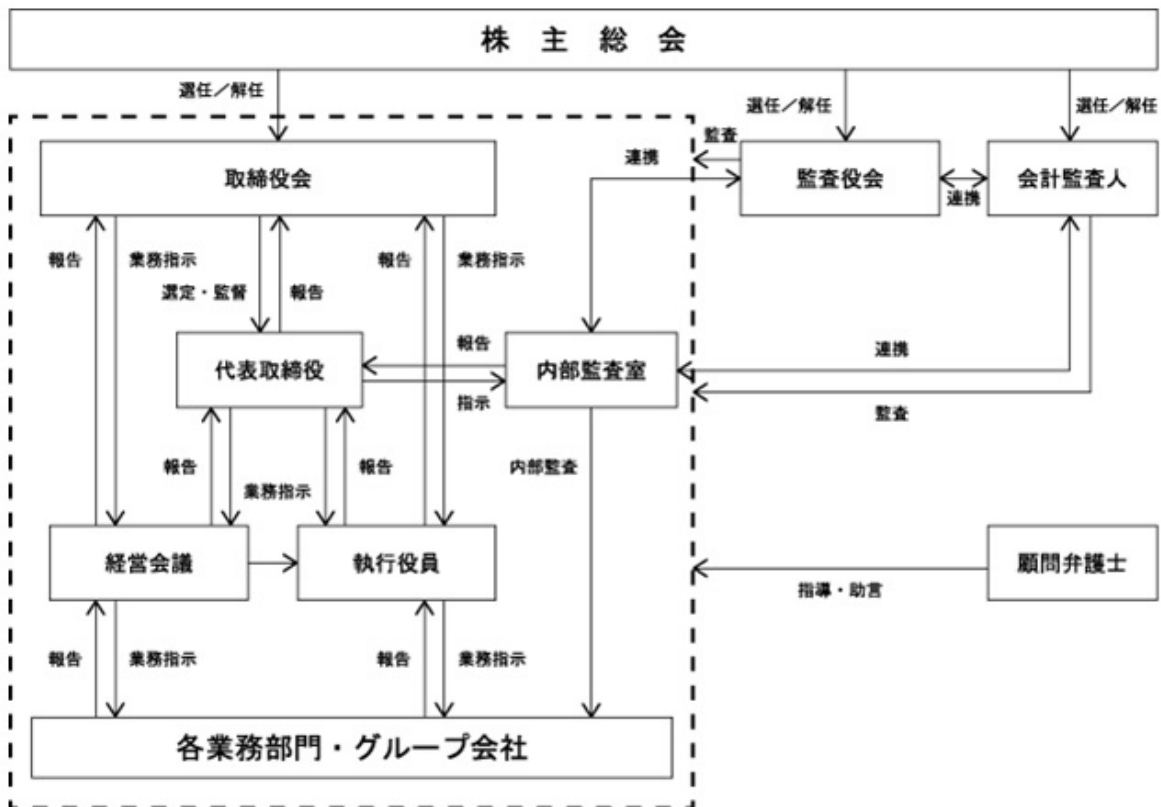 株 主 総 会
選任／解任
選任／解任
選任／解任
監査
連携
取締役会
監査役会
連携
会計監査人
報告
業務指示
選定・監督
報告
報告
業務指示
代表取締役
報告
指示
内部監査室
連携
監査
報告
業務指示
報告
内部監査
経営会議
執行役員
顧問弁護士
指導・助言
報告
業務指示
報告
業務指示
各業務部門・グループ会社